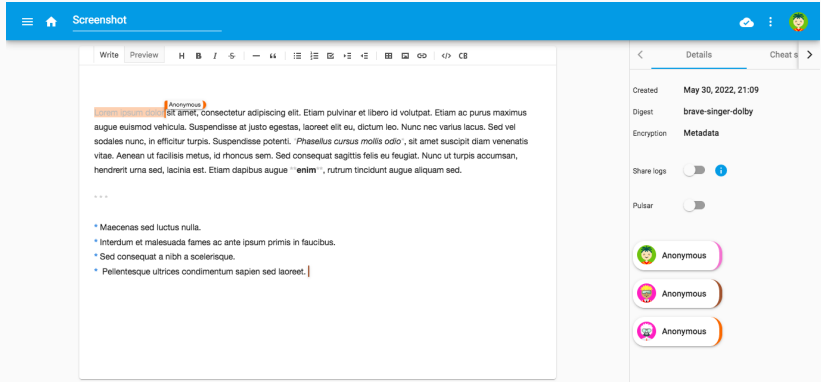 Screenshot
Write Preview H B I S — “ </> CB
Details Cheat s
Anonymous
Lorem ipsum dolor sit amet, consectetur adipiscing elit. Etiam pulvinar et libero id volutpat. Etiam ac purus maximus
augue euismod vehicula. Suspendisse at justo egestas, laoreet elit eu, dictum leo. Nunc nec varius lacus. Sed vel
sodales nunc, in efficitur turpis. Suspendisse potenti. *Phasellus cursus mollis odio*, sit amet suscipit diam venenatis
vitae. Aenean ut facilisis metus, id rhoncus sem. Sed consequat sagittis felis eu feugiat. Nunc ut turpis accumsan,
hendrerit urna sed, lacinia est. Etiam dapibus augue **enim**, rutrum tincidunt augue aliquam sed.
- - -
* Maecenas sed luctus nulla.
* Interdum et malesuada fames ac ante ipsum primis in faucibus.
* Sed consequat a nibh a scelerisque.
* Pellentesque ultrices condimentum sapien sed laoreet.
Created May 30, 2022, 21:09
Digest brave-singer-dolby
Encryption Metadata
Share logs
Pulsar
Anonymous
Anonymous
Anonymous